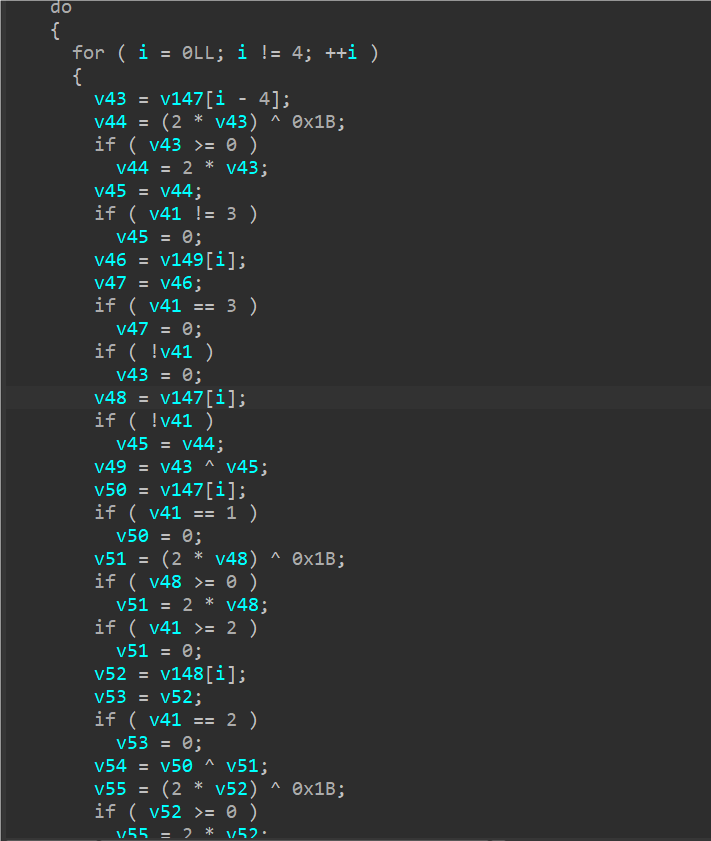 do
{
for ( i = 0LL; i != 4; ++i )
{
v43 = v147[i - 4];
v44 = (2 * v43) ^ 0x1B;
if ( v43 >= 0 )
v44 = 2 * v43;
v45 = v44;
if ( v41 != 3 )
v45 = 0;
v46 = v149[i];
v47 = v46;
if ( v41 == 3 )
v47 = 0;
if ( !v41 )
v43 = 0;
v48 = v147[i];
if ( !v41 )
v45 = v44;
v49 = v43 ^ v45;
v50 = v147[i];
if ( v41 == 1 )
v50 = 0;
v51 = (2 * v48) ^ 0x1B;
if ( v48 >= 0 )
v51 = 2 * v48;
if ( v41 >= 2 )
v51 = 0;
v52 = v148[i];
v53 = v52;
if ( v41 == 2 )
v53 = 0;
v54 = v50 ^ v51;
v55 = (2 * v52) ^ 0x1B;
if ( v52 >= 0 )
v55 = 2 * v52;